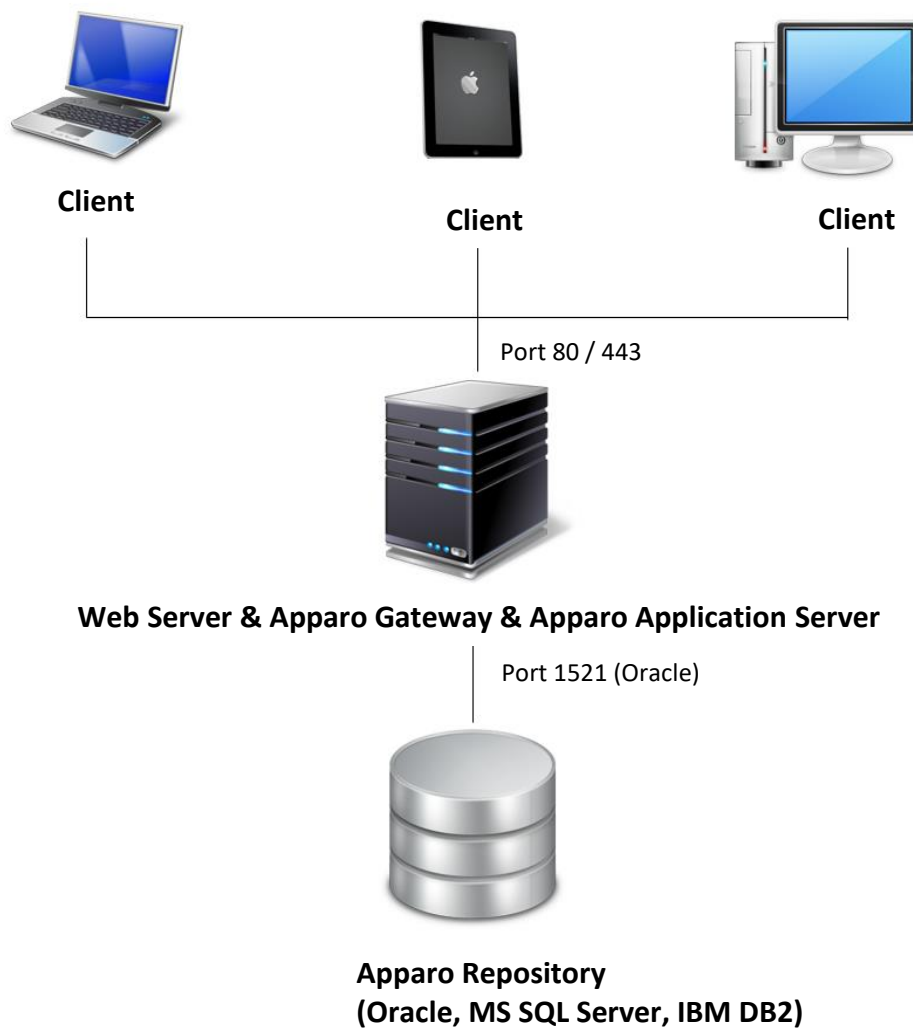 Client
Client
Client
Port 80 / 443
Web Server & Apparo Gateway & Apparo Application Server
Port 1521 (Oracle)
Apparo Repository
(Oracle, MS SQL Server, IBM DB2)